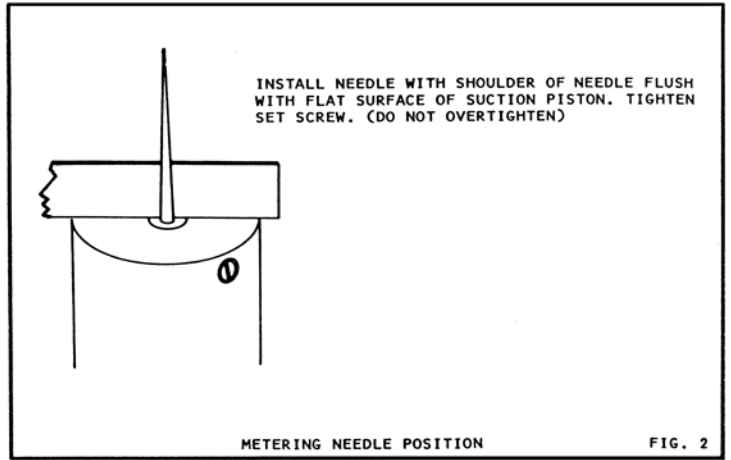 INSTALL NEEDLE WITH SHOULDER OF NEEDLE FLUSH
WITH FLAT SURFACE OF SUCTION PISTON. TIGHTEN
SET SCREW. (DO NOT OVERTIGHTEN)
METERING NEEDLE POSITION FIG. 2